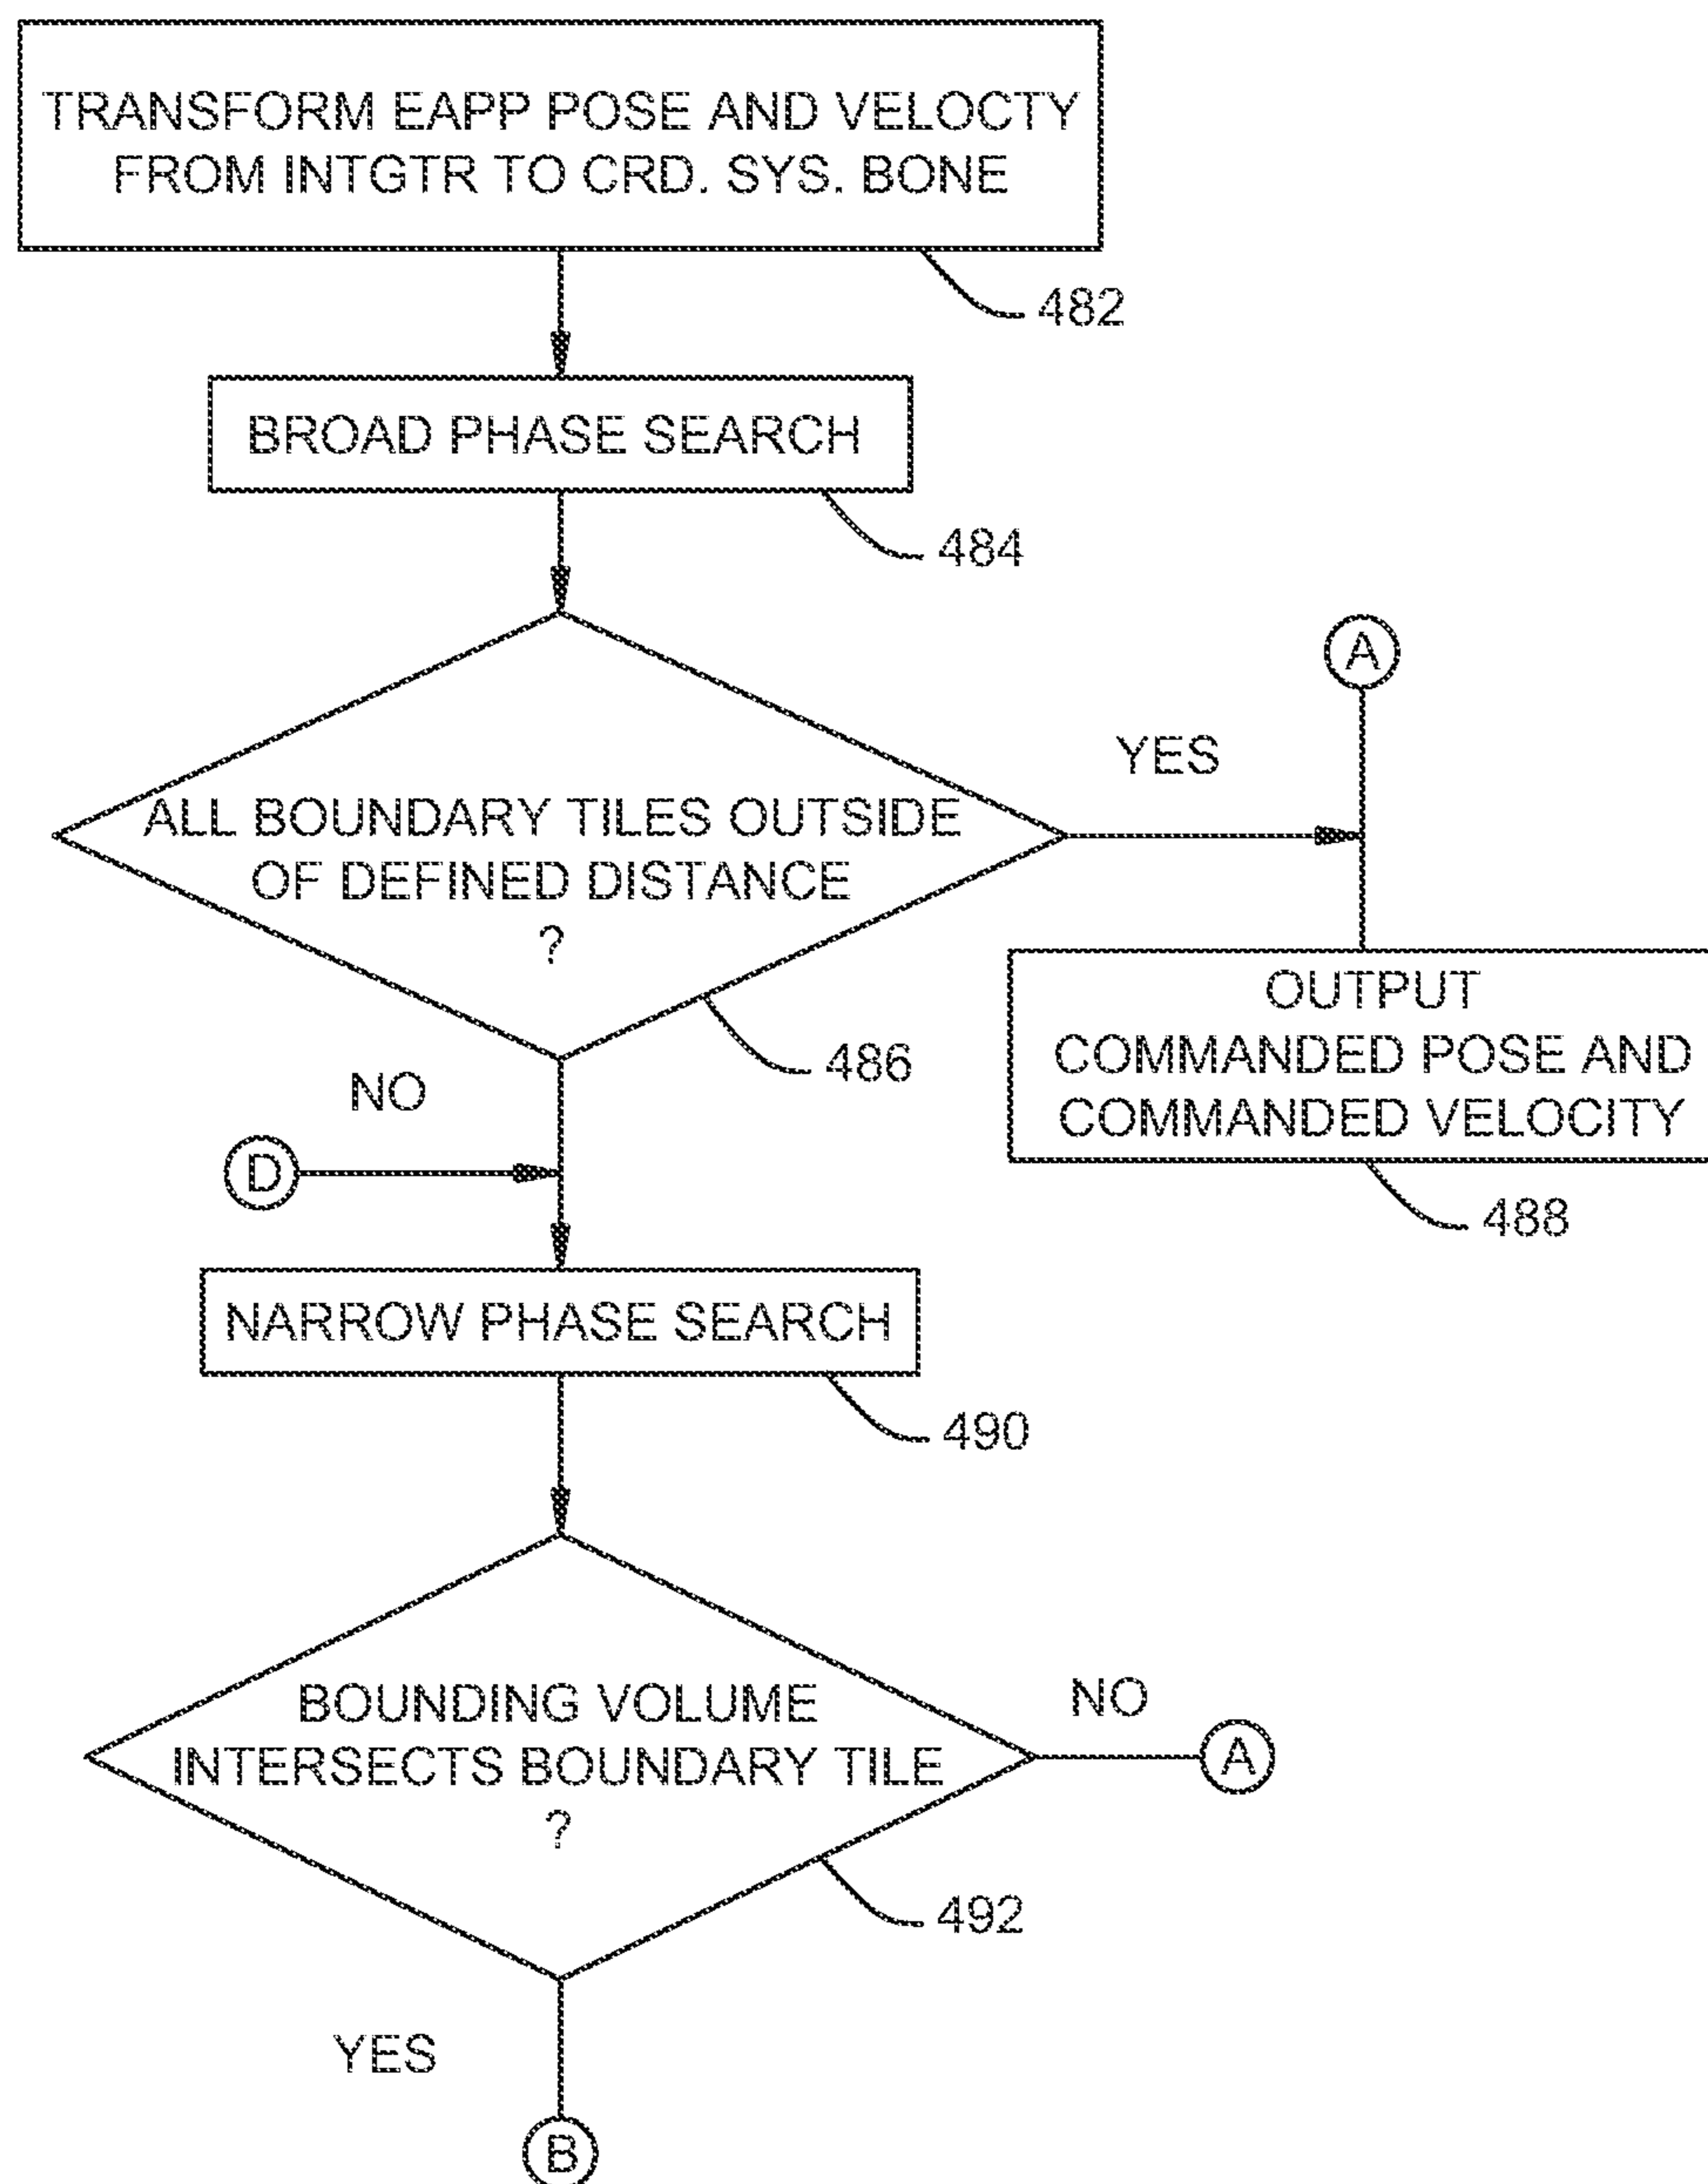 TRANSFORM EAPP POSE AND VELOCTY
FROM INTGTR TO CRD. SYS. BONE
482
BROAD PHASE SEARCH
484
A
YES
ALL BOUNDARY TILES OUTSIDE
OF DEFINED DISTANCE
?
486
OUTPUT
COMMANDED POSE AND
COMMANDED VELOCITY
488
NO
D
NARROW PHASE SEARCH
490
BOUNDING VOLUME
INTERSECTS BOUNDARY TILE
?
NO
A
492
YES
B